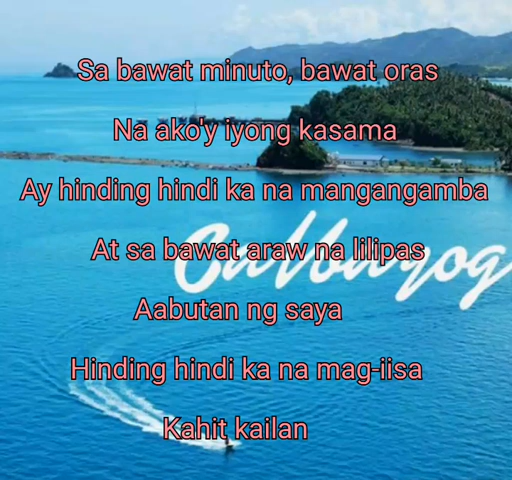 Sa bawat minuto, bawat oras
Na ako'y iyong kasama
Ay hinding hindi ka na mangangamba
At sa bawat araw na lilipas
Calbayog
Aabutan ng saya
Hinding hindi ka na mag-iisa
Kahit kailan